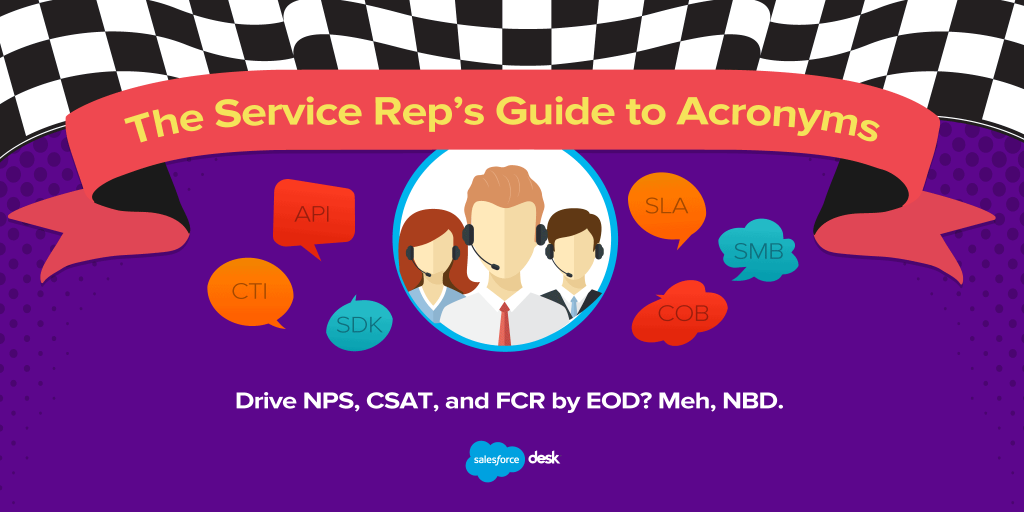 The Service Rep's Guide to Acronyms
API
SLA
SMB
CTI
SDK
COB
Drive NPS, CSAT, and FCR by EOD? Meh, NBD.
salesforce desk